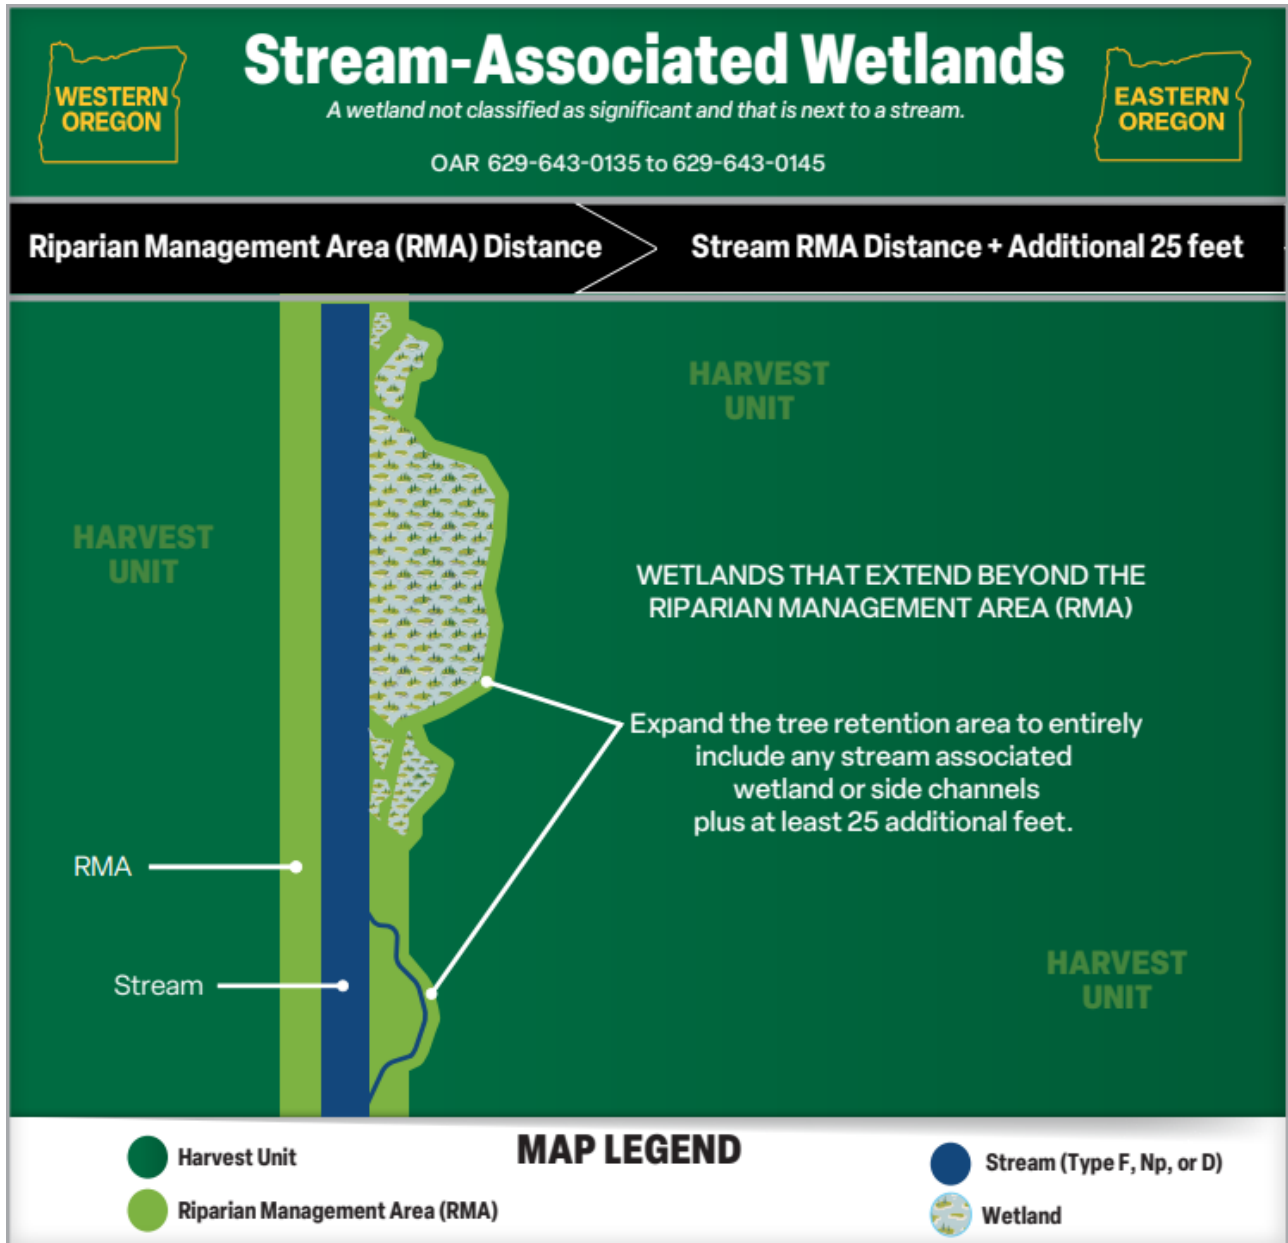 WESTERN
OREGON
Stream-Associated Wetlands
A wetland not classified as significant and that is next to a stream.
OAR 629-643-0135 to 629-643-0145
EASTERN
OREGON
Riparian Management Area (RMA) Distance
Stream RMA Distance + Additional 25 feet
HARVEST
UNIT
HARVEST
UNIT
WETLANDS THAT EXTEND BEYOND THE
RIPARIAN MANAGEMENT AREA (RMA)
Expand the tree retention area to entirely
include any stream associated
wetland or side channels
plus at least 25 additional feet.
RMA
Stream
HARVEST
UNIT
MAP LEGEND
Harvest Unit
Riparian Management Area (RMA)
Stream (Type F, Np, or D)
Wetland